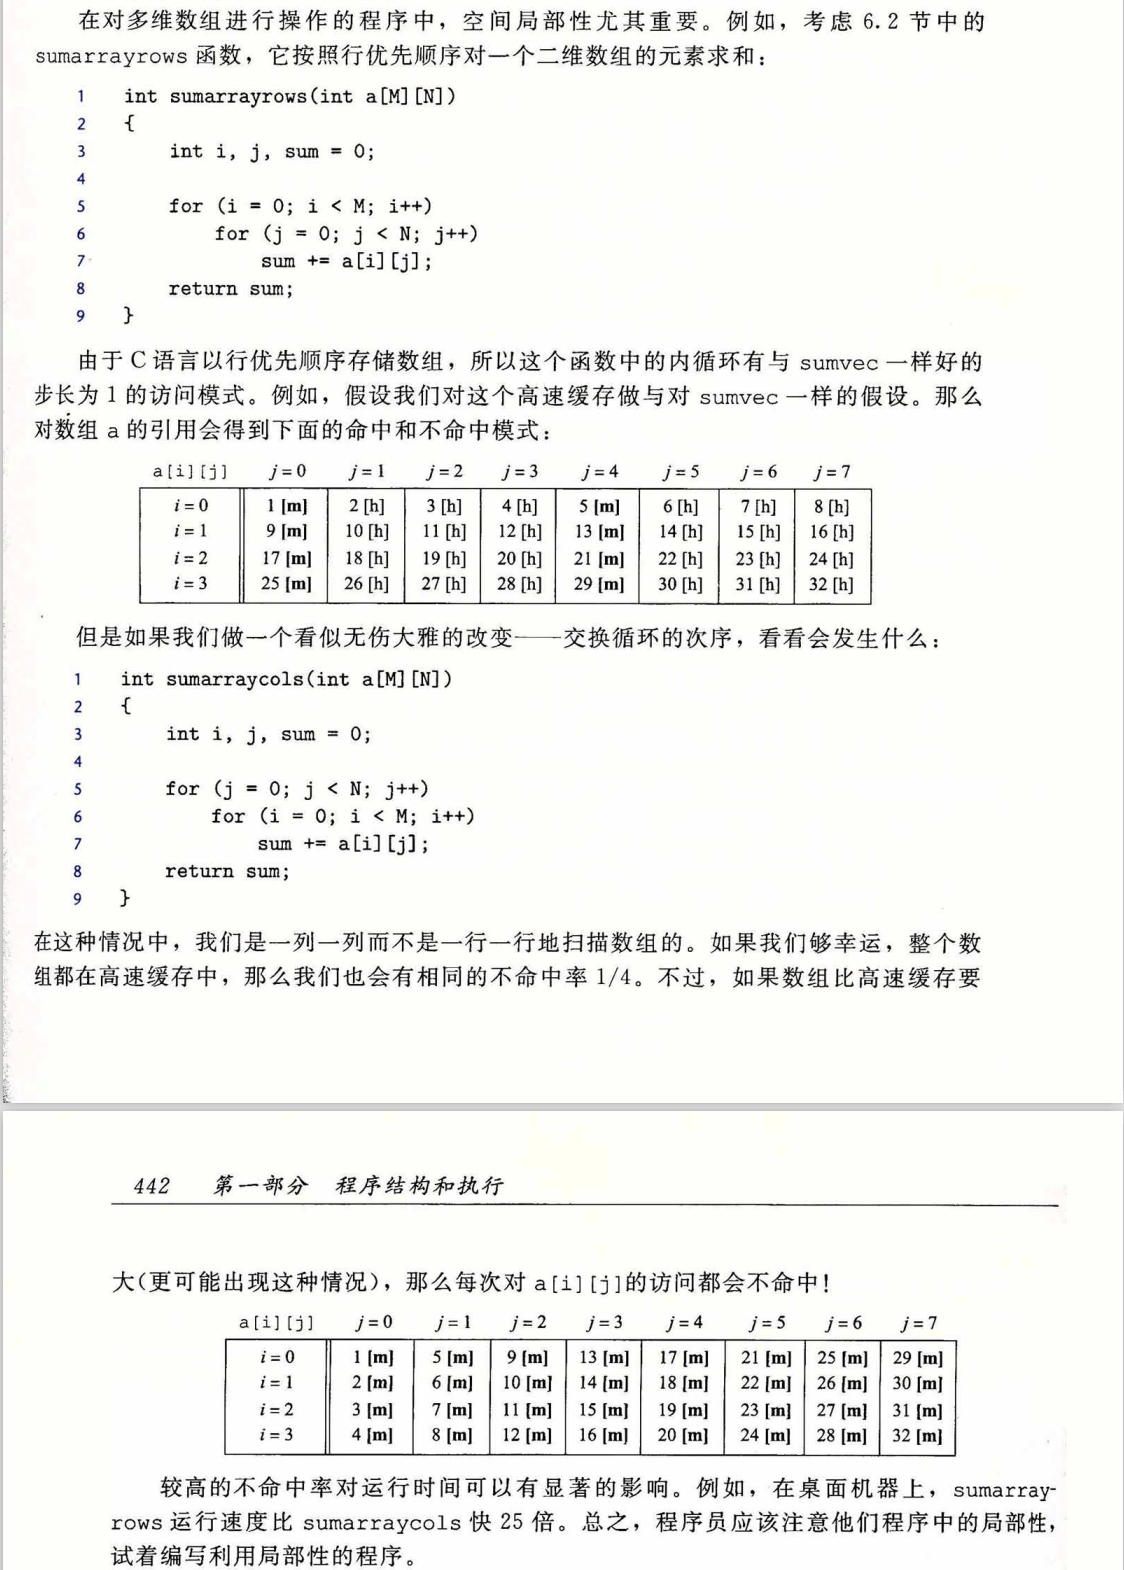 在对多维数组进行操作的程序中，空间局部性尤其重要。例如，考虑 6.2 节中的
sumarrayrows 函数，它按照行优先顺序对一个二维数组的元素求和：
1 int sumarrayrows(int a[M][N])
2 {
3 int i, j, sum = 0;
4
5 for (i = 0; i < M; i++)
6 for (j = 0; j < N; j++)
7 sum += a[i][j];
8 return sum;
9 }
由于 C 语言以行优先顺序存储数组，所以这个函数中的内循环有与 sumvec 一样好的
步长为 1 的访问模式。例如，假设我们对这个高速缓存做与对 sumvec 一样的假设。那么
对数组 a 的引用会得到下面的命中和不命中模式：
a[i][j] j=0 j=1 j=2 j=3 j=4 j=5 j=6 j=7
i=0 1 [m] 2 [h] 3 [h] 4 [h] 5 [m] 6 [h] 7 [h] 8 [h]
i=1 9 [m] 10 [h] 11 [h] 12 [h] 13 [m] 14 [h] 15 [h] 16 [h]
i=2 17 [m] 18 [h] 19 [h] 20 [h] 21 [m] 22 [h] 23 [h] 24 [h]
i=3 25 [m] 26 [h] 27 [h] 28 [h] 29 [m] 30 [h] 31 [h] 32 [h]
但是如果我们做一个看似无伤大雅的改变——交换循环的次序，看看会发生什么：
1 int sumarraycols(int a[M][N])
2 {
3 int i, j, sum = 0;
4
5 for (j = 0; j < N; j++)
6 for (i = 0; i < M; i++)
7 sum += a[i][j];
8 return sum;
9 }
在这种情况中，我们是一列一列而不是一行一行地扫描数组的。如果我们够幸运，整个数
组都在高速缓存中，那么我们也会有相同的不命中率 1/4。不过，如果数组比高速缓存要
442 第一部分 程序结构和执行
大(更可能出现这种情况)，那么每次对 a[i][j]的访问都会不命中！
a[i][j] j=0 j=1 j=2 j=3 j=4 j=5 j=6 j=7
i=0 1 [m] 5 [m] 9 [m] 13 [m] 17 [m] 21 [m] 25 [m] 29 [m]
i=1 2 [m] 6 [m] 10 [m] 14 [m] 18 [m] 22 [m] 26 [m] 30 [m]
i=2 3 [m] 7 [m] 11 [m] 15 [m] 19 [m] 23 [m] 27 [m] 31 [m]
i=3 4 [m] 8 [m] 12 [m] 16 [m] 20 [m] 24 [m] 28 [m] 32 [m]
较高的不命中率对运行时间可以有显著的影响。例如，在桌面机器上，sumarray-
rows 运行速度比 sumarraycols 快 25 倍。总之，程序员应该注意他们程序中的局部性，
试着编写利用局部性的程序。